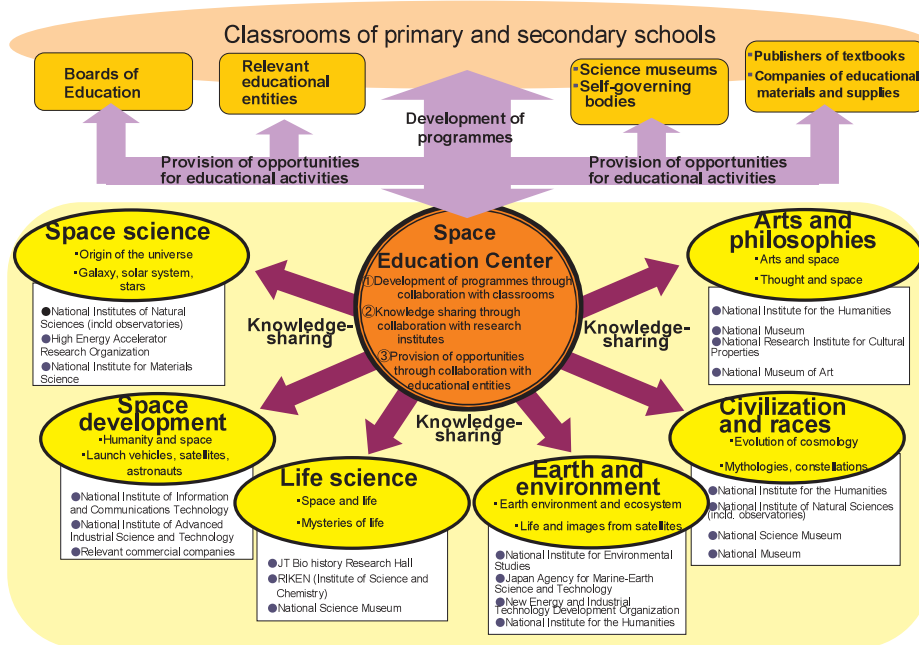 Classrooms of primary and secondary schools
Boards of
Education
Relevant
educational
entities
▪Science museums
▪Self-governing
bodies
▪Publishers of textbooks
▪Companies of educational
materials and supplies
Development of
programmes
Provision of opportunities
for educational activities
Provision of opportunities
for educational activities
Space
Education Center
①Development of programmes through
collaboration with classrooms
②Knowledge sharing through
collaboration with research
institutes
③Provision of opportunities
through collaboration with
educational entities
Knowledge-
sharing
Knowledge-
sharing
Knowledge-
sharing
Space science
▪Origin of the universe
▪Galaxy, solar system,
stars
●National Institutes of Natural
Sciences (incld observatories)
●High Energy Accelerator
Research Organization
●National Institute for Materials
Science
Space
development
▪Humanity and space
▪Launch vehicles, satellites,
astronauts
●National Institute of Information
and Communications Technology
●National Institute of Advanced
Industrial Science and Technology
●Relevant commercial companies
Life science
▪Space and life
▪Mysteries of life
●JT Bio history Research Hall
●RIKEN (Institute of Science and
Chemistry)
●National Science Museum
Earth and
environment
▪Earth environment and ecosystem
▪Life and images from satellites
●National Institute for Environmental
Studies
●Japan Agency for Marine-Earth
Science and Technology
●New Energy and Industrial
Technology Development Organization
●National Institute for the Humanities
Arts and
philosophies
▪Arts and space
▪Thought and space
●National Institute for the Humanities
●National Museum
●National Research Institute for Cultural
Properties
●National Museum of Art
Civilization
and races
▪Evolution of cosmology
▪Mythologies, constellations
●National Institute for the Humanities
●National Institute of Natural Sciences
(incld. observatories)
●National Science Museum
●National Museum